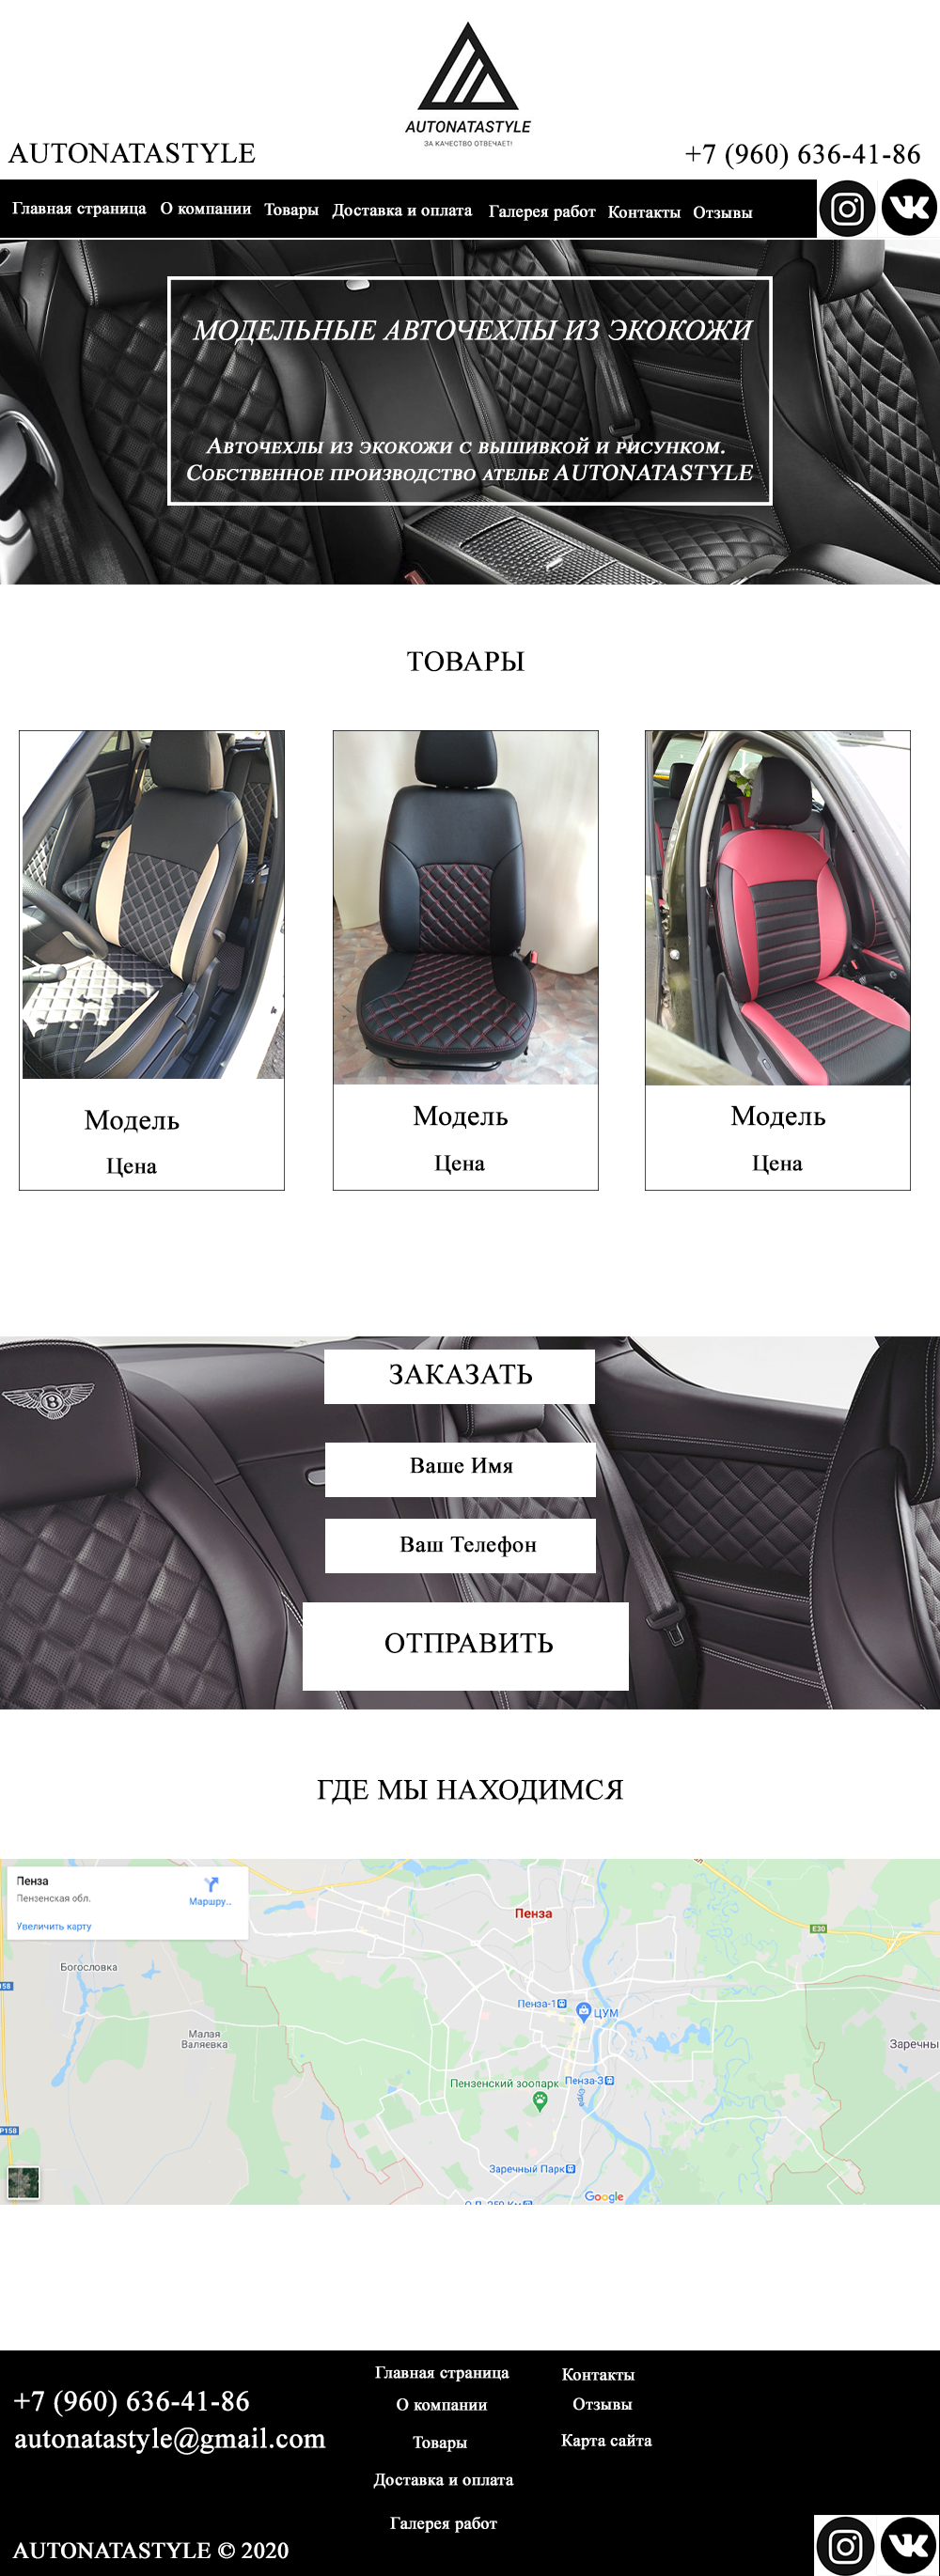 AUTONATASTYLE
ЗА КАЧЕСТВО ОТВЕЧАЕТ!
AUTONATASTYLE
+7 (960) 636-41-86
Главная страница О компании Товары Доставка и оплата Галерея работ Контакты Отзывы
МОДЕЛЬНЫЕ АВТОЧЕХЛЫ ИЗ ЭКОКОЖИ
Авточехлы из экокожи с вышивкой и рисунком.
Собственное производство ателье AUTONATASTYLE
ТОВАРЫ
Модель
Цена
Модель
Цена
Модель
Цена
B
ЗАКАЗАТЬ
Ваше Имя
Ваш Телефон
ОТПРАВИТЬ
ГДЕ МЫ НАХОДИМСЯ
Пенза
Пензенская обл.
Маршру...
Увеличить карту
Пенза
E30
Богословка
158
Пенза-1
ЦУМ
Малая
Валяевка
Заречны
Пензенский зоопарк
Пенза-3
Сура
P158
Заречный Парк
Google
+7 (960) 636-41-86
autonatastyle@gmail.com
Главная страница
О компании
Товары
Доставка и оплата
Галерея работ
Контакты
Отзывы
Карта сайта
AUTONATASTYLE © 2020